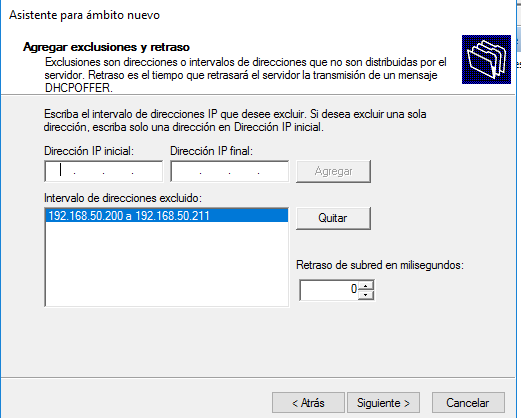 Asistente para ámbito nuevo
Agregar exclusiones y retraso
Exclusiones son direcciones o intervalos de direcciones que no son distribuidas por el
servidor. Retraso es el tiempo que retrasará el servidor la transmisión de un mensaje
DHCPOFFER.
Escriba el intervalo de direcciones IP que desee excluir. Si desea excluir una sola
dirección, escriba solo una dirección en Dirección IP inicial.
Dirección IP inicial: Dirección IP final:
Agregar
Intervalo de direcciones excluido:
192.168.50.200 a 192.168.50.211
Quitar
Retraso de subred en milisegundos:
0
< Atrás Siguiente > Cancelar